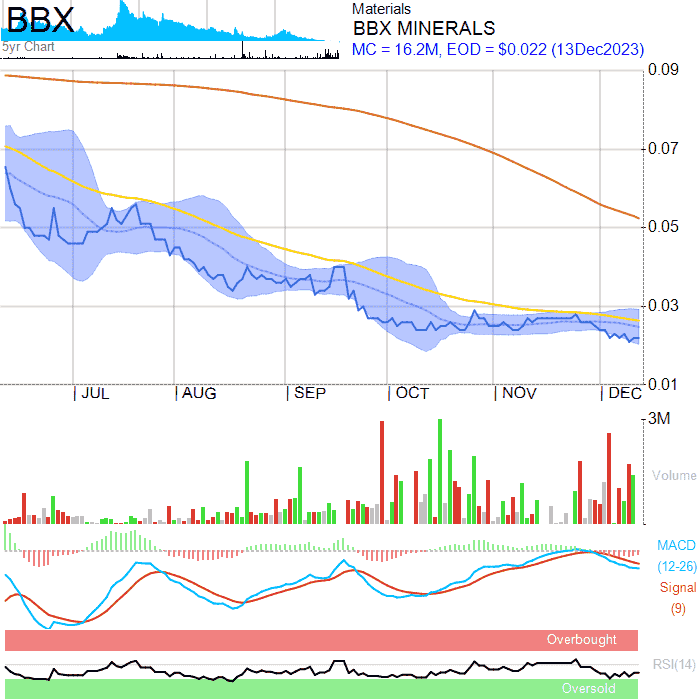 BBX
5yr Chart
Materials
BBX MINERALS
MC = 16.2M, EOD = $0.022 (13Dec2023)
0.09
0.07
0.05
0.03
0.01
JUL AUG SEP OCT NOV DEC
3M
Volume
MACD
(12-26)
Signal
(9)
Overbought
RSI(14)
Oversold